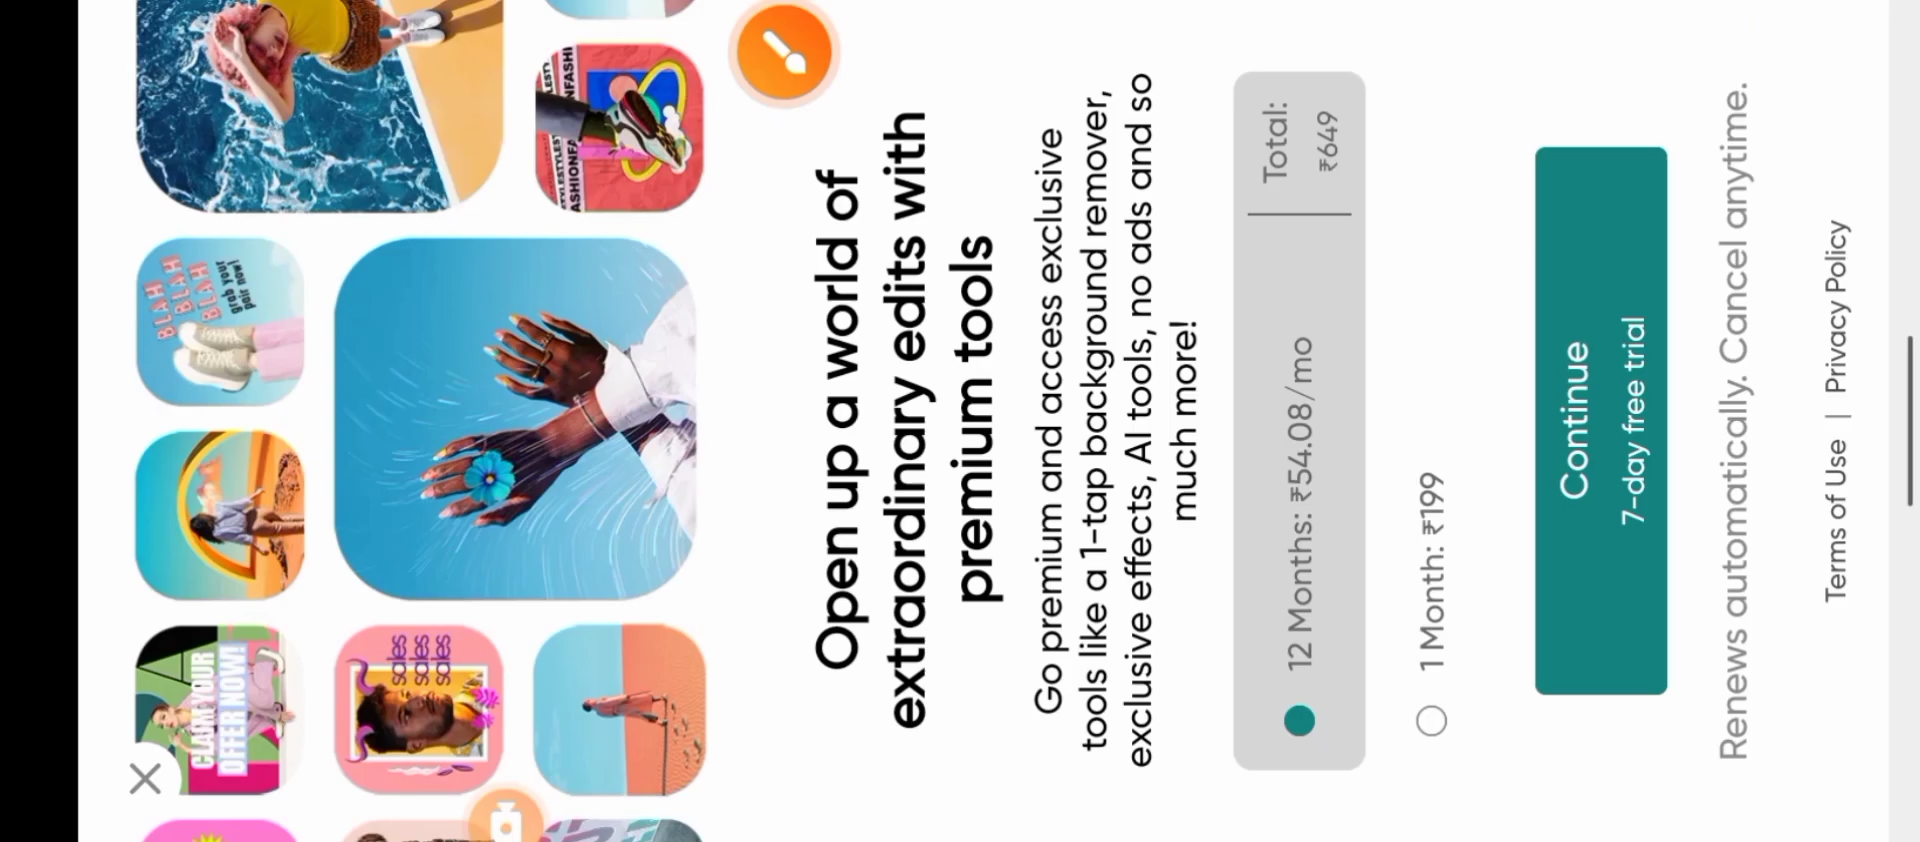 BLAH
BLAH
BLAH
grab your
pair now!
CLAIM YOUR
OFFER NOW!
sales
sales
sales
Open up a world of
extraordinary edits with
premium tools
Go premium and access exclusive
tools like a 1-tap background remover,
exclusive effects, AI tools, no ads and so
much more!
12 Months: ₹54.08/mo
Total:
₹649
1 Month: ₹199
Continue
7-day free trial
Renews automatically. Cancel anytime.
Terms of Use | Privacy Policy